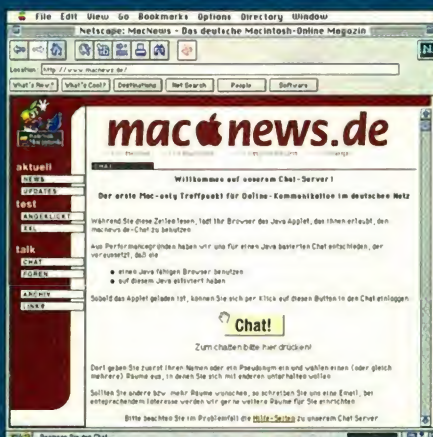 File Edit View Go Bookmarks Options Directory Window
Netscape: MacNews - Das deutsche Macintosh-Online Magazin
Location: http://www.macnews.de/
What's New? What's Cool? Destinations Net Search People Software
mac news.de
aktuell
NEWS
UPDATES
test
ANGEKLICKT
XXL
talk
CHAT
FOREN
ARCHIV
LINKS
CHAT
Willkommen auf unserem Chat-Server!
Der erste Mac-only Treffpunkt für Online-Kommunikation im deutschen Netz
Während Sie diese Zeilen lesen, lädt Ihr Browser das Java Applet, das Ihnen erlaubt, den
macnews.de-Chat zu benutzen
Aus Performancegründen haben wir uns für einen Java basierten Chat entschieden, der
voraussetzt, daß sie
• einen Java fähigen Browser benutzen
• auf diesem Java aktiviert haben
Sobald das Applet geladen ist, können Sie sich per Klick auf diesen Button in den Chat einloggen
Chat!
Zum chatten bitte hier drücken!
Dort geben Sie zuerst Ihren Namen oder ein Pseudonym ein und wählen einen (oder gleich
mehrere) Räume aus, in denen Sie sich mit anderen unterhalten wollen
Sollten Sie andere bzw. mehr Räume wünschen, so schreiben Sie uns eine Email, bei
entsprechendem Interesse werden wir gerne weitere Räume für Sie einrichten
Bitte beachten Sie im Problemfall die Hilfe-Seiten zu unserem Chat Server